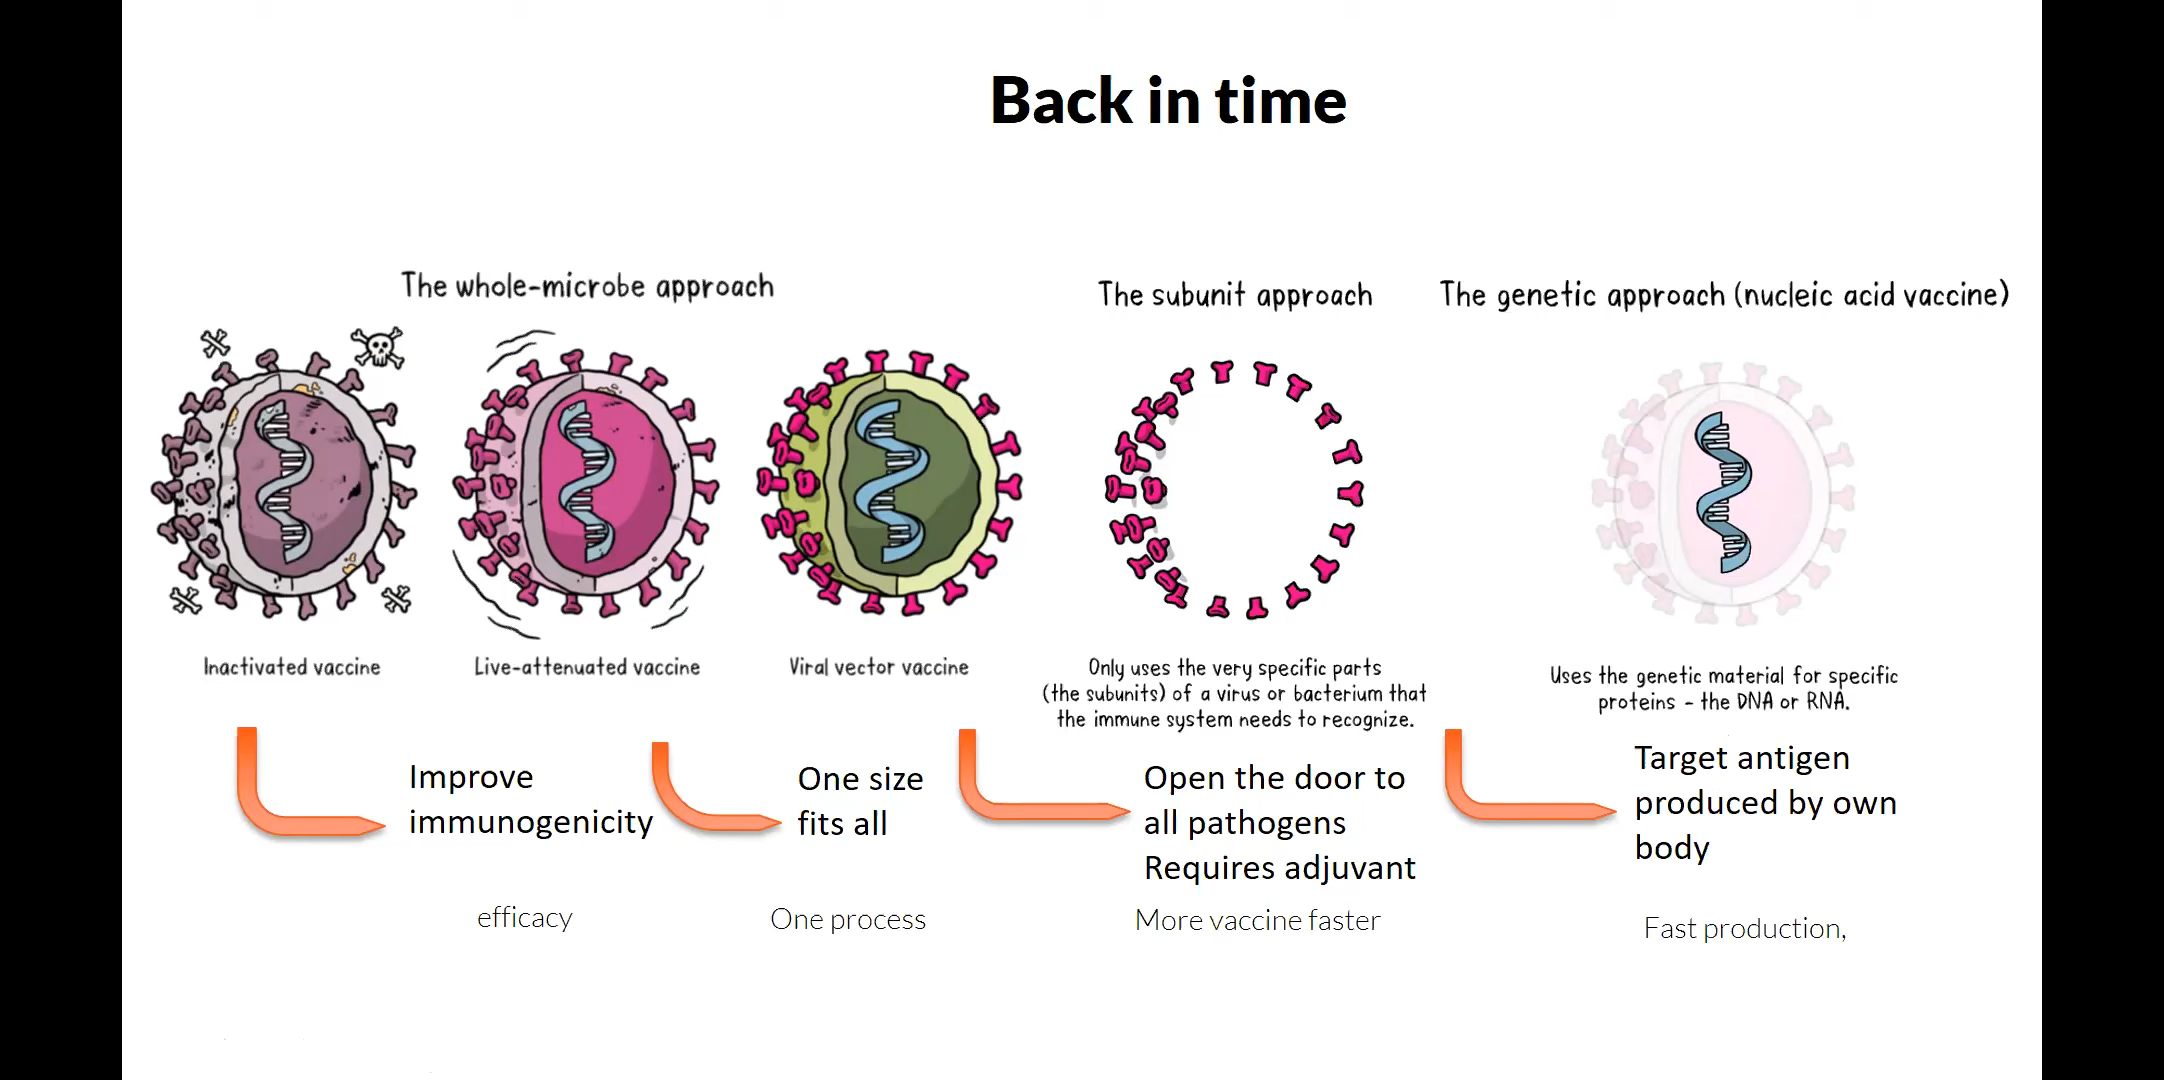 Back in time
The whole-microbe approach
The subunit approach
The genetic approach (nucleic acid vaccine)
Inactivated vaccine
Live-attenuated vaccine
Viral vector vaccine
Only uses the very specific parts
(the subunits) of a virus or bacterium that
the immune system needs to recognize.
Uses the genetic material for specific
proteins - the DNA or RNA.
Improve
immunogenicity
One size
fits all
Open the door to
all pathogens
Requires adjuvant
Target antigen
produced by own
body
efficacy
One process
More vaccine faster
Fast production,